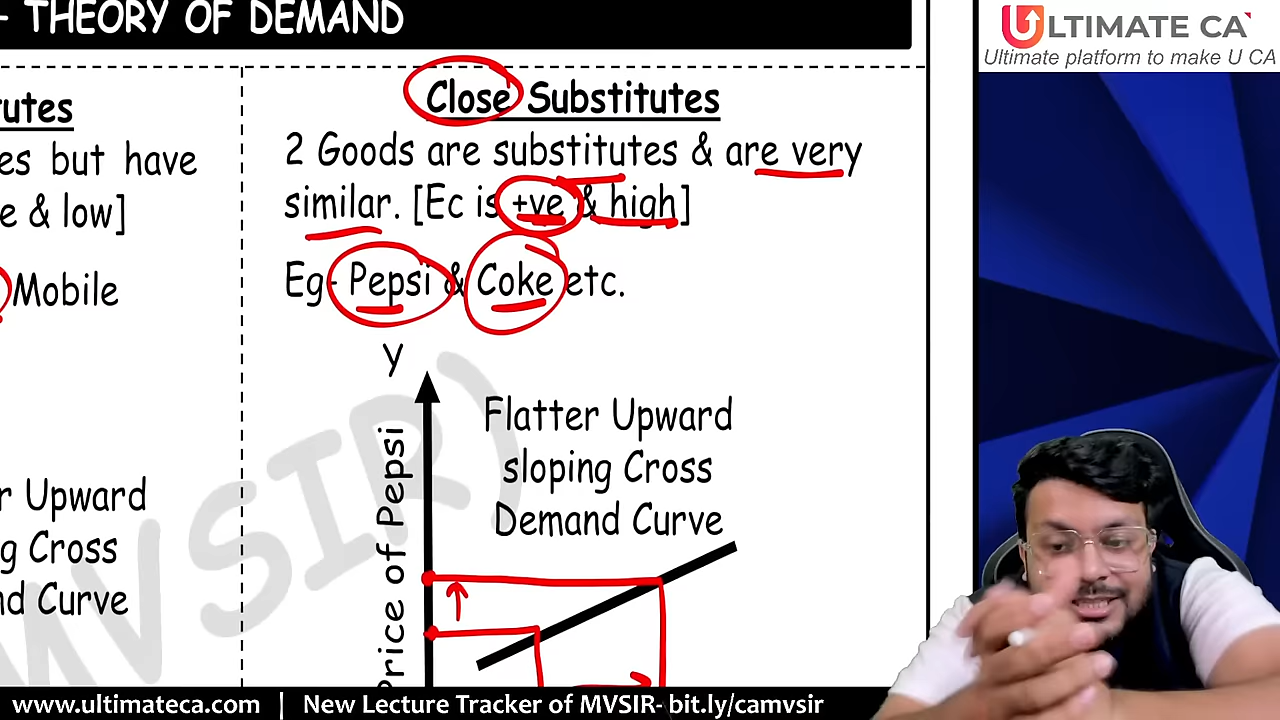 - THEORY OF DEMAND
ULTIMATE CA
Ultimate platform to make U CA
tutes
es but have
e & low]
Mobile
r Upward
g Cross
nd Curve
Close Substitutes
2 Goods are substitutes & are very
similar. [Ec is +ve & high]
Eg- Pepsi & Coke etc.
Y
Flatter Upward
sloping Cross
Demand Curve
Price of Pepsi
MVSIR)
www.ultimateca.com | New Lecture Tracker of MVSIR- bit.ly/camvsir